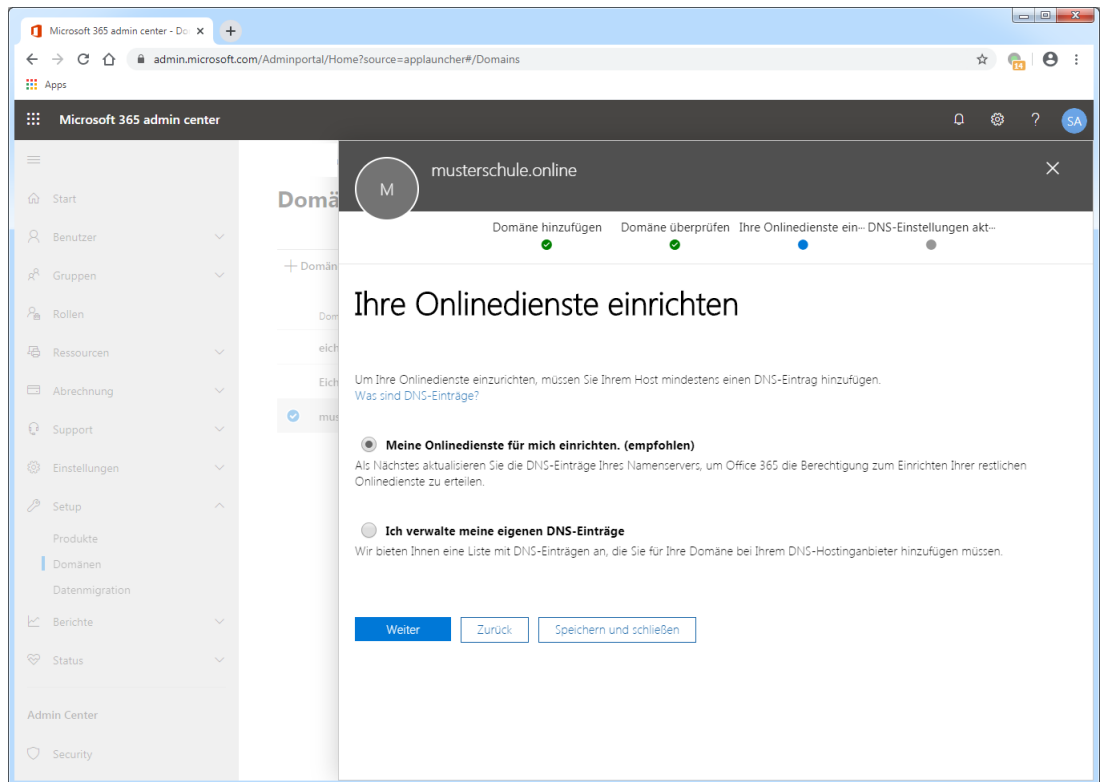 Microsoft 365 admin center - Do
admin.microsoft.com/Adminportal/Home?source=applauncher#/Domains
14
Apps
Microsoft 365 admin center
?
SA
Start
Benutzer
Gruppen
Rollen
Ressourcen
Abrechnung
Support
Einstellungen
Setup
Produkte
Domänen
Datenmigration
Berichte
Status
Admin Center
Security
Domä
Domän
Dom
eich
Eich
mus
M
musterschule.online
Domäne hinzufügen Domäne überprüfen Ihre Onlinedienste ein... DNS-Einstellungen akt...
Ihre Onlinedienste einrichten
Um Ihre Onlinedienste einzurichten, müssen Sie Ihrem Host mindestens einen DNS-Eintrag hinzufügen.
Was sind DNS-Einträge?
Meine Onlinedienste für mich einrichten. (empfohlen)
Als Nächstes aktualisieren Sie die DNS-Einträge Ihres Namenservers, um Office 365 die Berechtigung zum Einrichten Ihrer restlichen
Onlinedienste zu erteilen.
Ich verwalte meine eigenen DNS-Einträge
Wir bieten Ihnen eine Liste mit DNS-Einträgen an, die Sie für Ihre Domäne bei Ihrem DNS-Hostinganbieter hinzufügen müssen.
Weiter Zurück Speichern und schließen